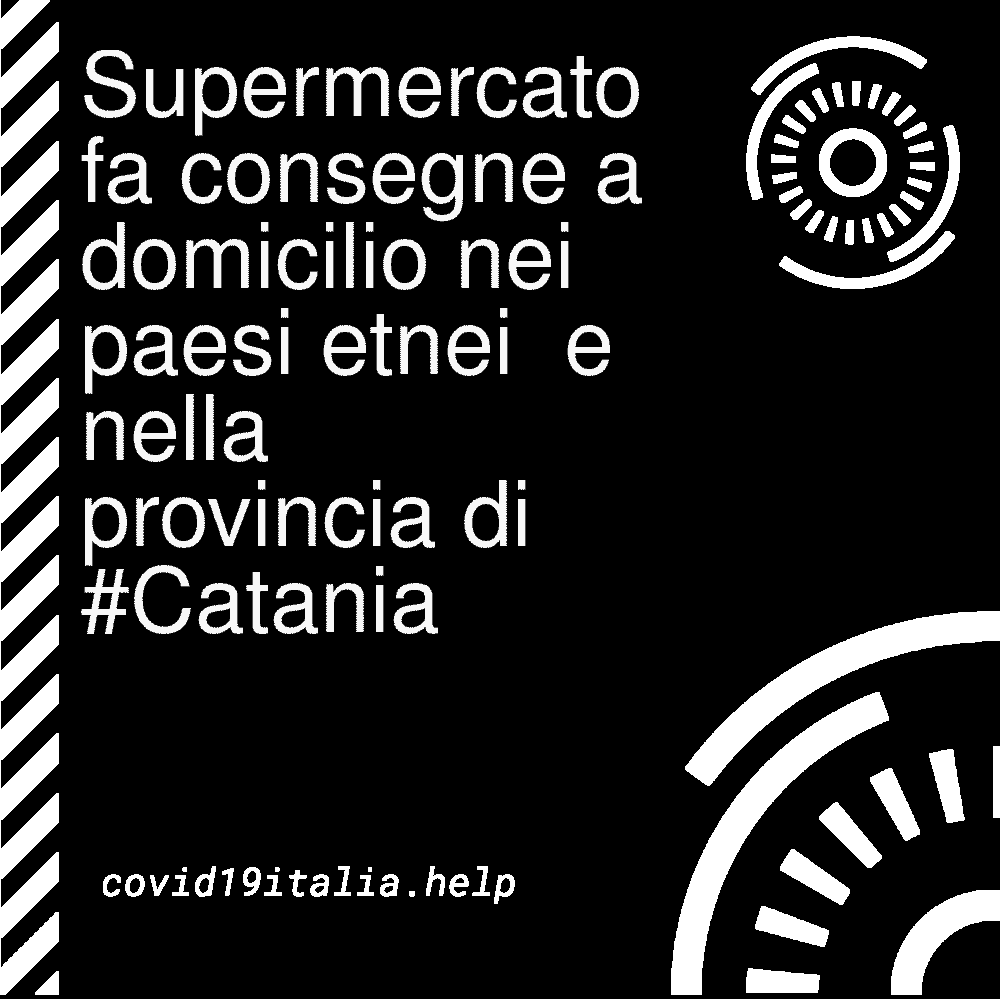 Supermercato
fa consegne a
domicilio nei
paesi etnei  e
nella
provincia di
#Catania
covid19italia.help